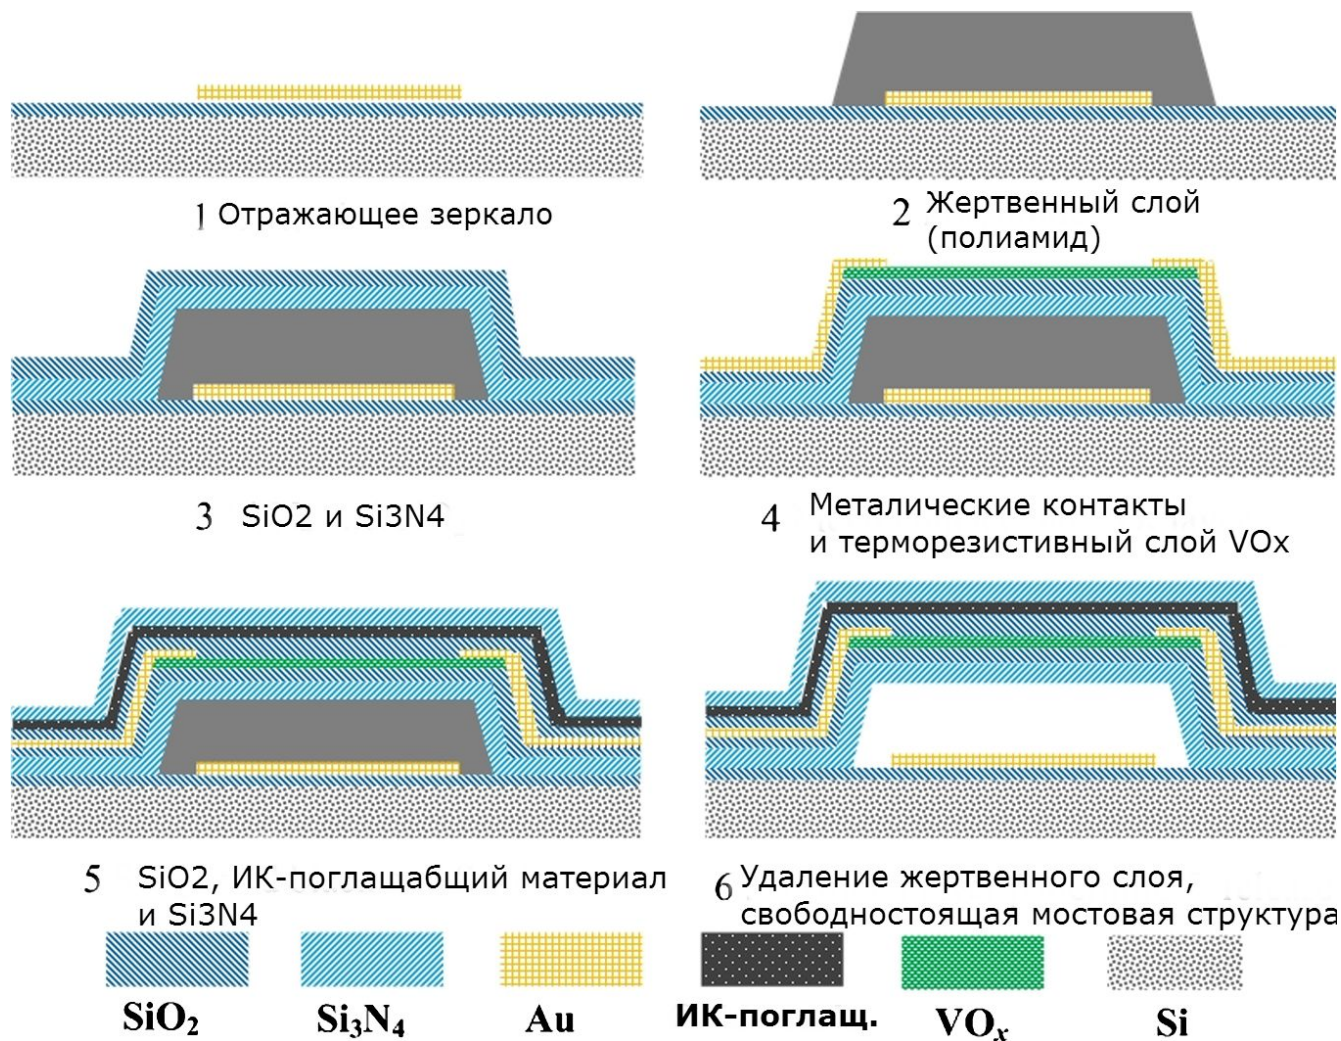 1 Отражающее зеркало
2 Жертвенный слой
(полиамид)
3 SiO2 и Si3N4
4 Металические контакты
и терморезистивный слой VOx
5 SiO2, ИК-поглащабщий материал
и Si3N4
6 Удаление жертвенного слоя,
свободностоящая мостовая структура
SiO₂
Si₃N₄
Au
ИК-поглащ.
VOₓ
Si